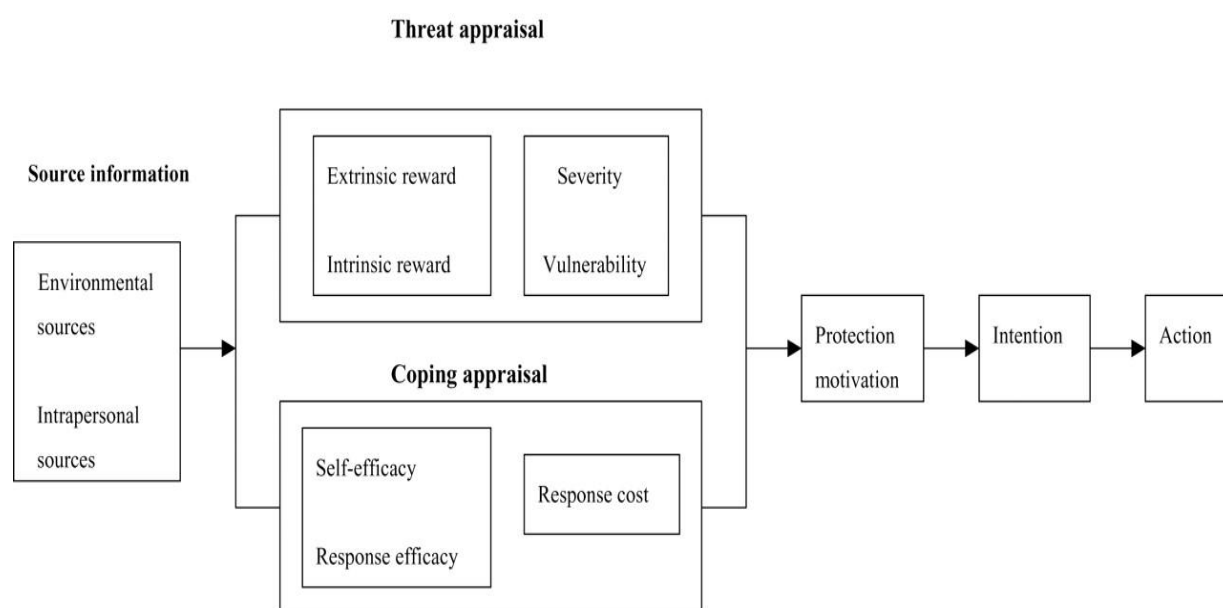 Threat appraisal
Source information
Environmental
sources
Intrapersonal
sources
Extrinsic reward
Intrinsic reward
Severity
Vulnerability
Coping appraisal
Self-efficacy
Response efficacy
Response cost
Protection
motivation
Intention
Action